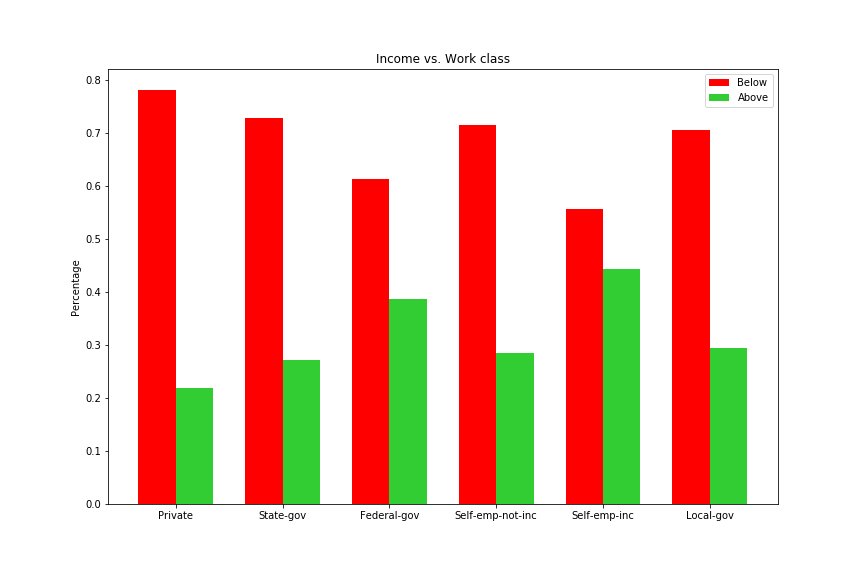 Income vs. Work class
Below
Above
Percentage
0.8
0.7
0.6
0.5
0.4
0.3
0.2
0.1
0.0
Private
State-gov
Federal-gov
Self-emp-not-inc
Self-emp-inc
Local-gov